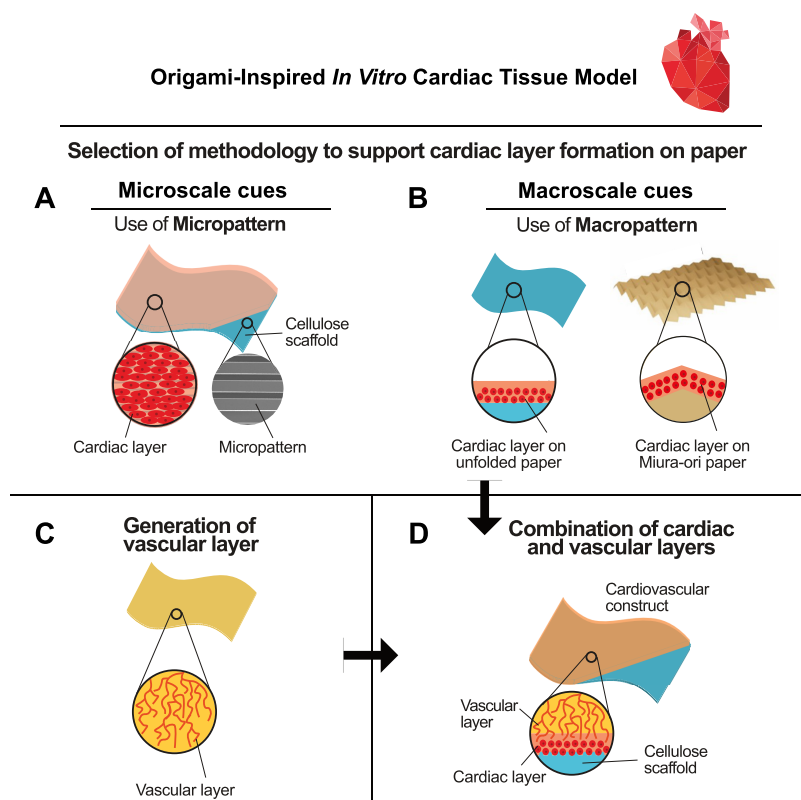 Origami-Inspired In Vitro Cardiac Tissue Model
Selection of methodology to support cardiac layer formation on paper
A
Microscale cues
Use of Micropattern
Cellulose
scaffold
Cardiac layer
Micropattern
B
Macroscale cues
Use of Macropattern
Cardiac layer on
unfolded paper
Cardiac layer on
Miura-ori paper
C
Generation of
vascular layer
Vascular layer
D
Combination of cardiac
and vascular layers
Cardiovascular
construct
Vascular
layer
Cardiac layer
Cellulose
scaffold